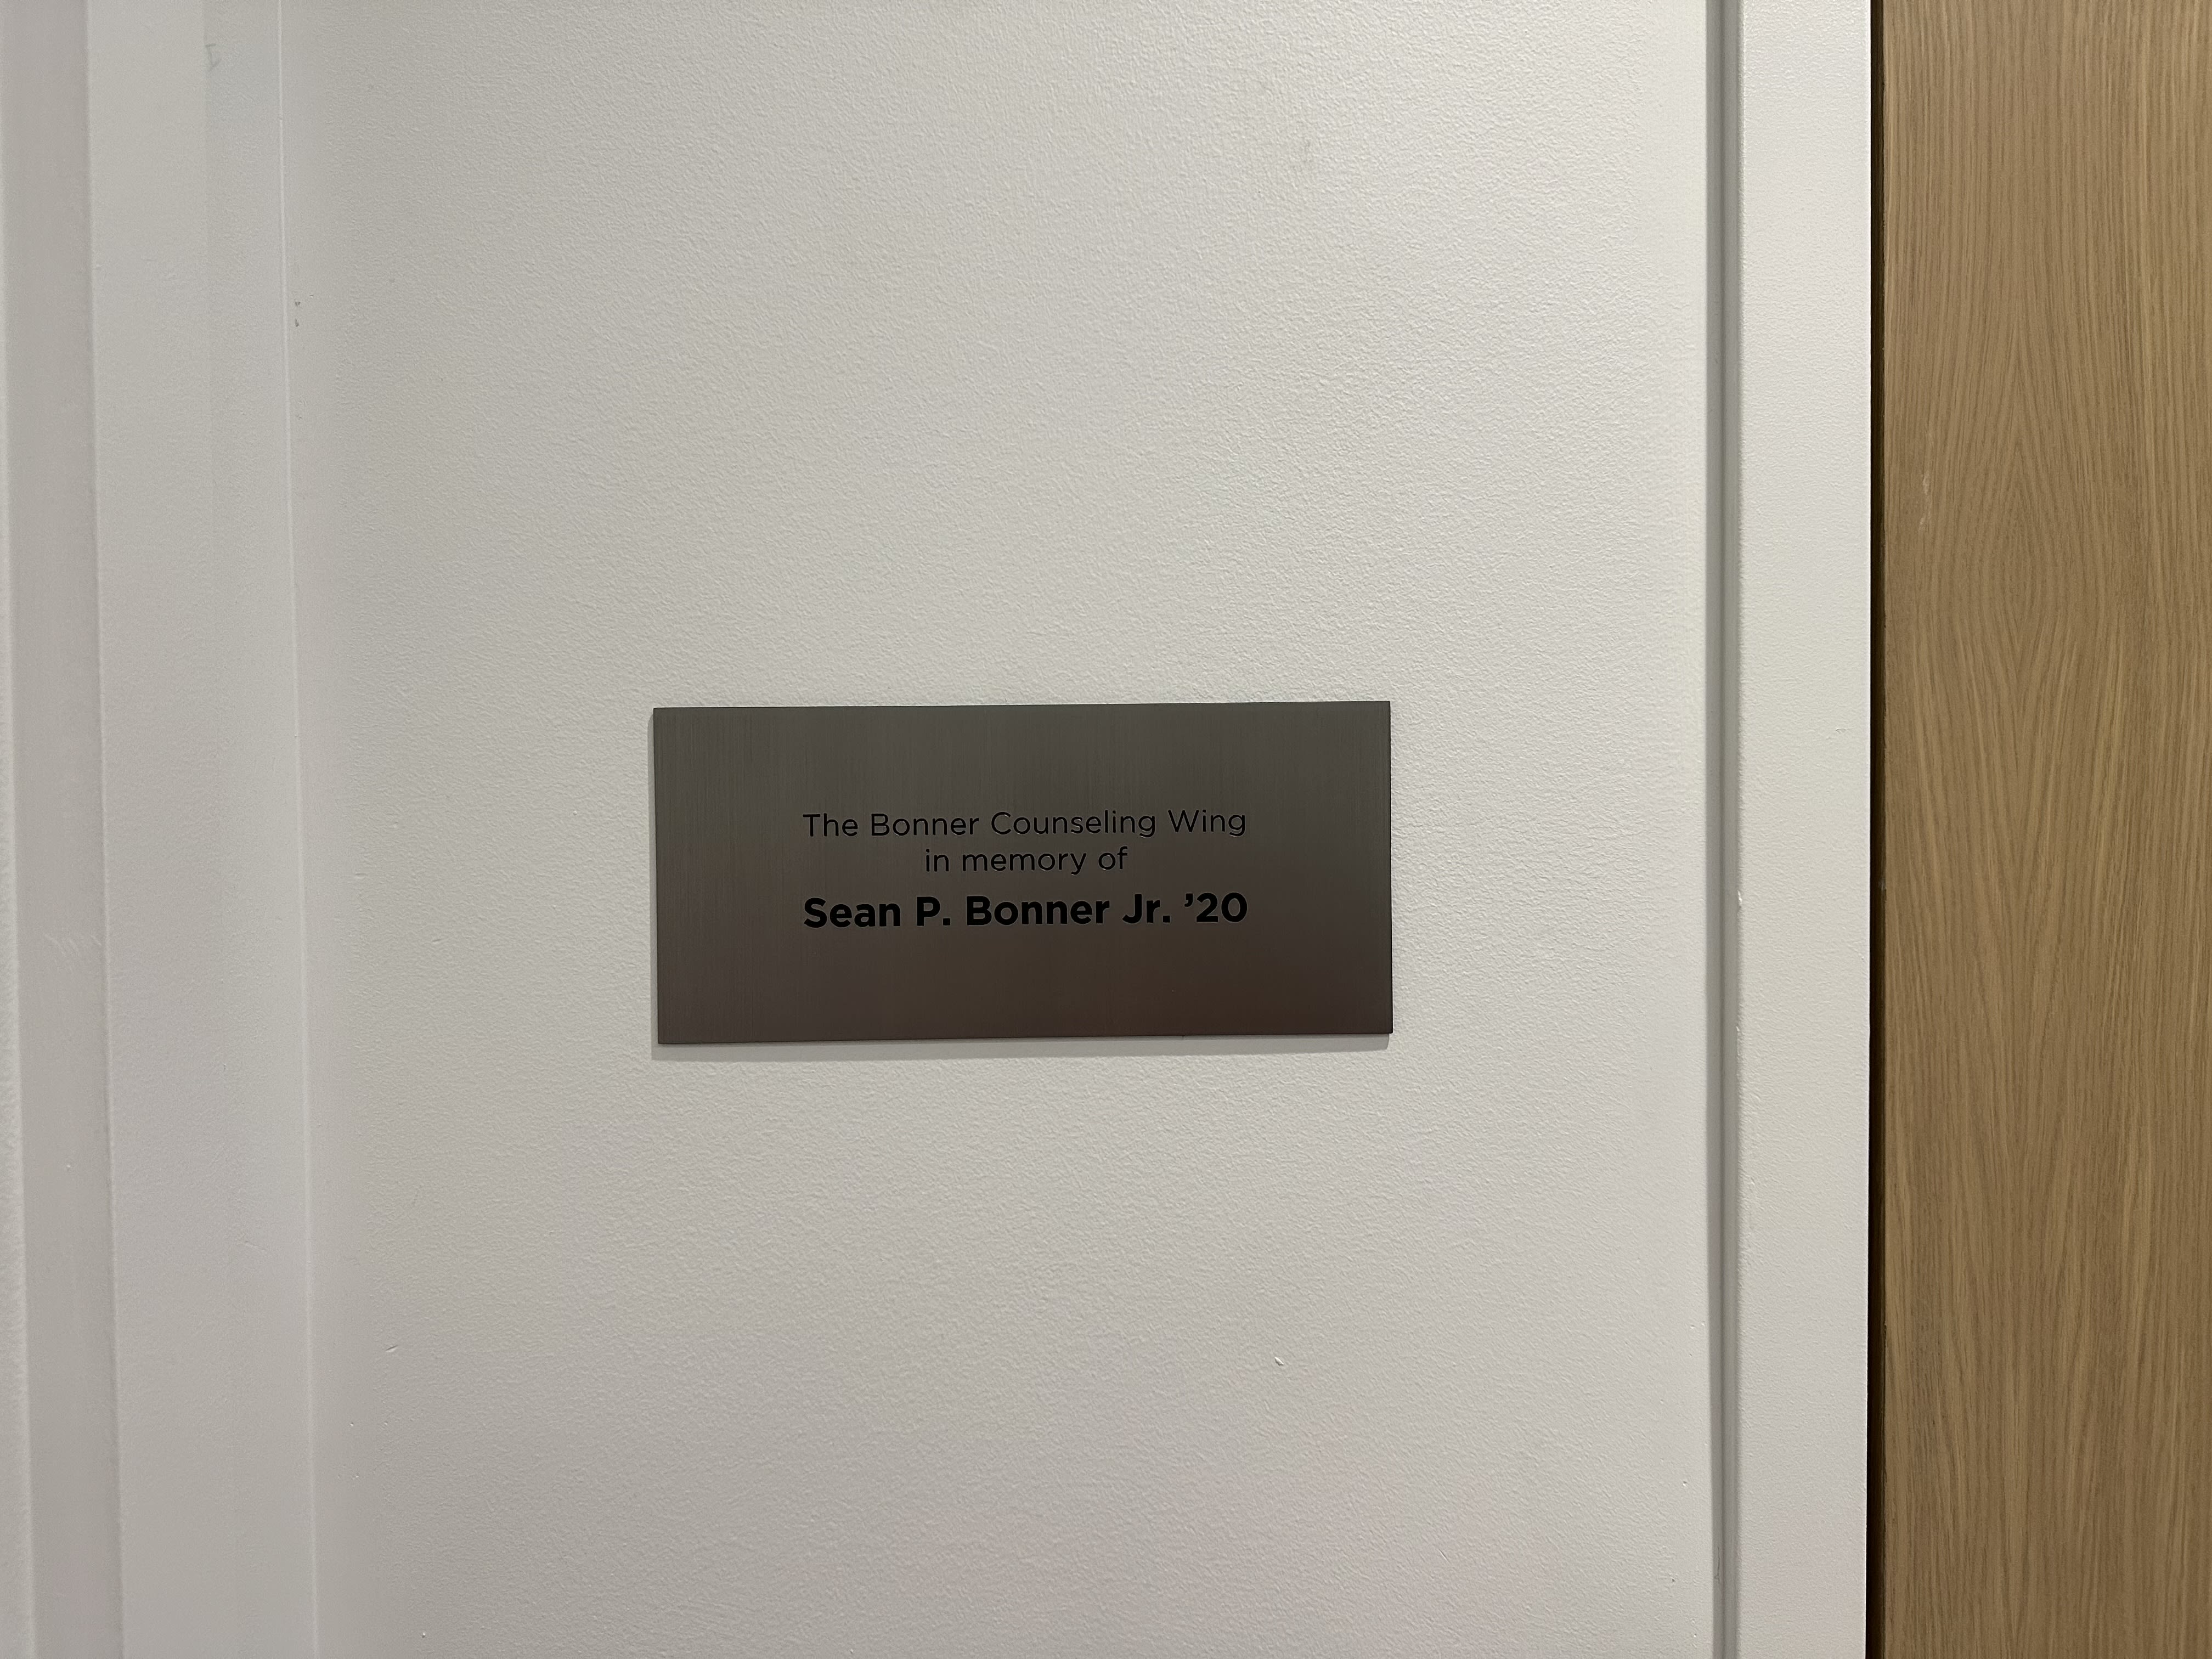 The Bonner Counseling Wing
in memory of
Sean P. Bonner Jr. ’20